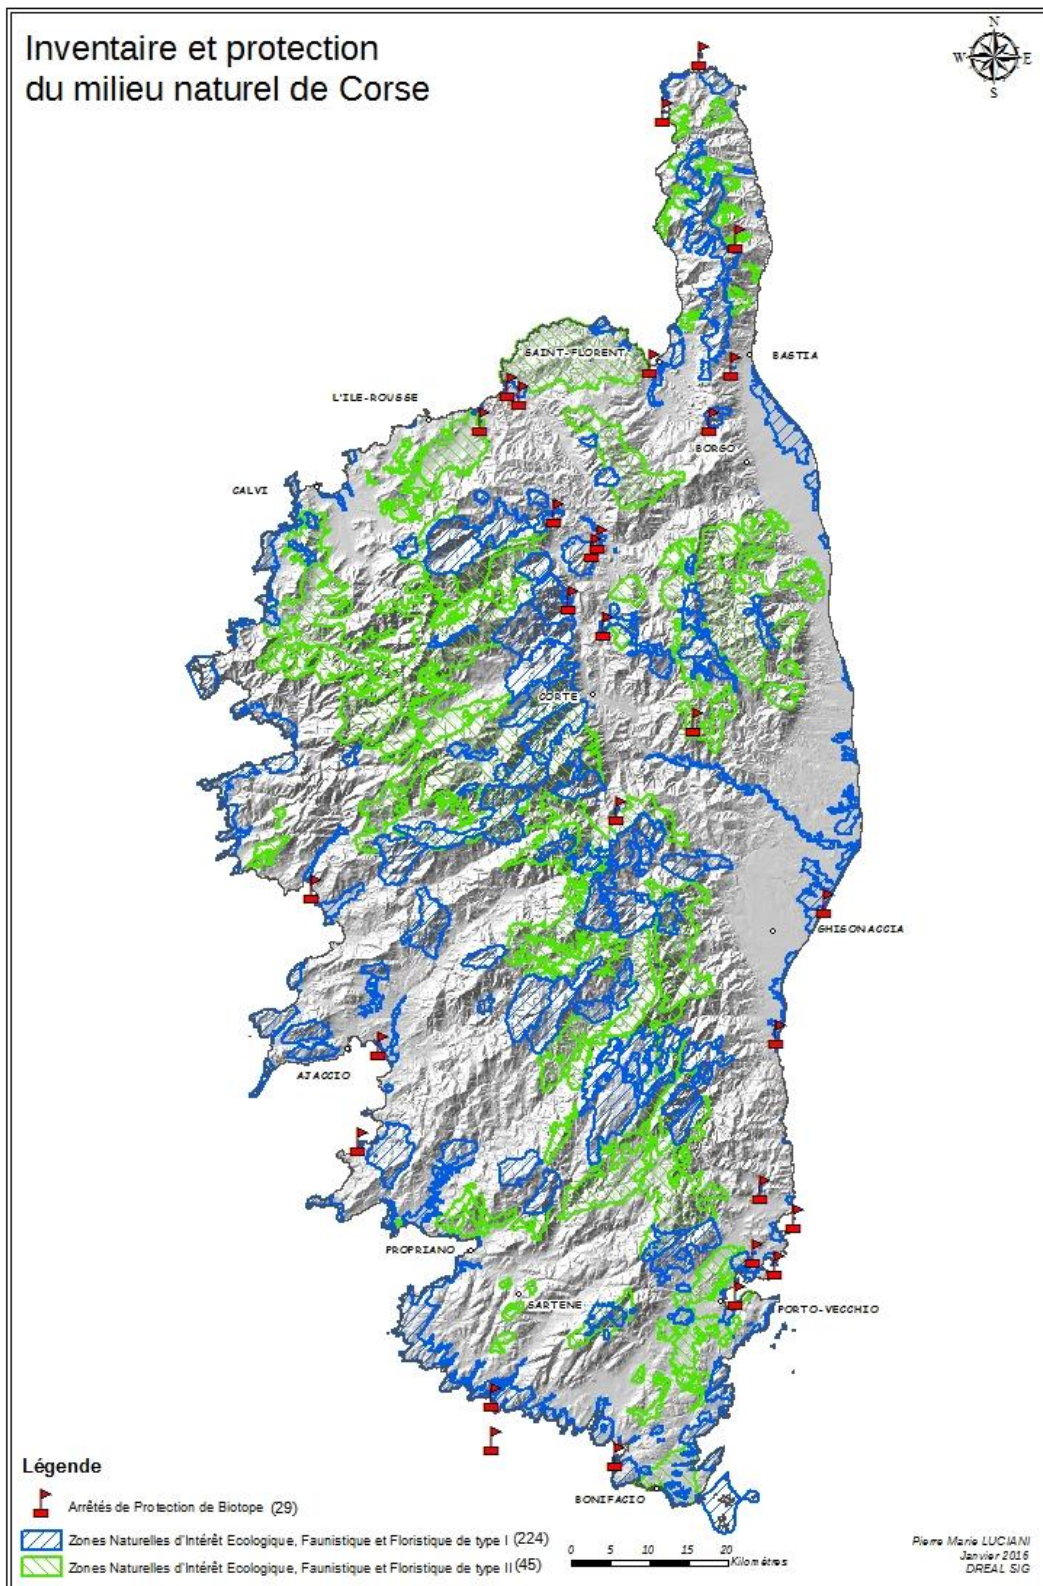 Inventaire et protection
du milieu naturel de Corse
N
W E
S
SAINT-FLORENT
BASTIA
L'ILE-ROUSSE
BORGO
CALVI
CORTE
GHISONACCIA
AJACCIO
PROPRIANO
SARTENE
PORTO-VECCHIO
BONIFACIO
Légende
Arrêtés de Protection de Biotope (29)
Zones Naturelles d'Intérêt Ecologique, Faunistique et Floristique de type I (224)
Zones Naturelles d'Intérêt Ecologique, Faunistique et Floristique de type II (45)
0 5 10 20
Kilomètres
Pierre Marie LUCIANI
Janvier 2016
DREAL SIG